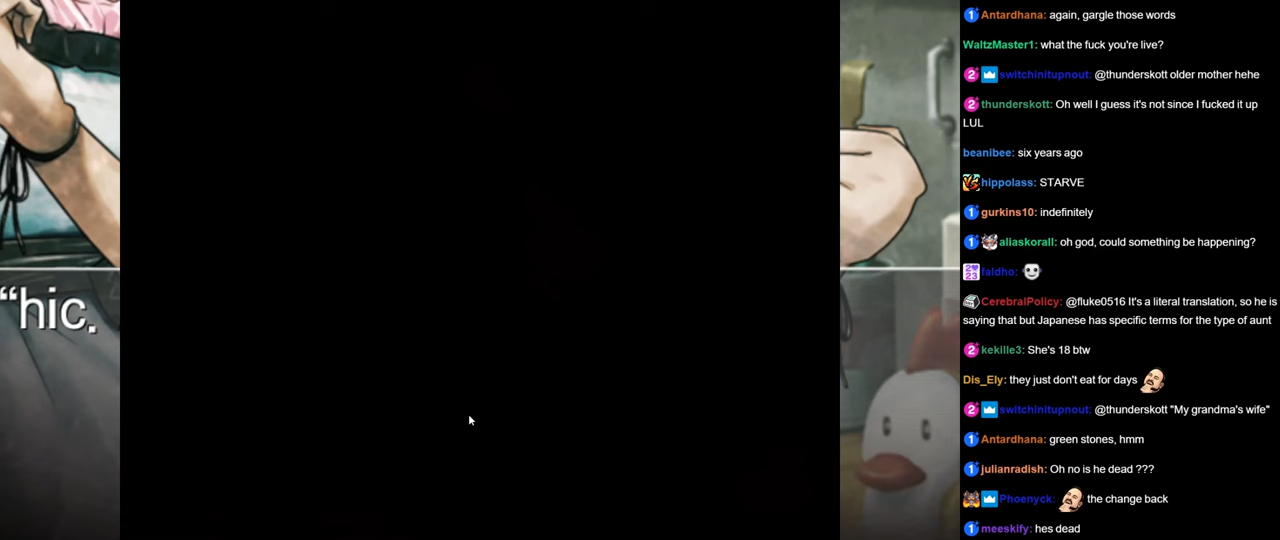 "hic.
Antardhana: again, gargle those words
WaltzMaster1: what the fuck you're live?
switchinitupnout: @thunderskott older mother hehe
thunderskott: Oh well I guess it's not since I fucked it up
LUL
beanibee: six years ago
hippolass: STARVE
gurkins10: indefinitely
aliaskorall: oh god, could something be happening?
faldho:
CerebralPolicy: @fluke0516 It's a literal translation, so he is
saying that but Japanese has specific terms for the type of aunt
kekille3: She's 18 btw
Dis_Ely: they just don't eat for days
switchinitupnout: @thunderskott "My grandma's wife"
Antardhana: green stones, hmm
julianradish: Oh no is he dead ???
Phoenyck: the change back
meeskify: hes dead